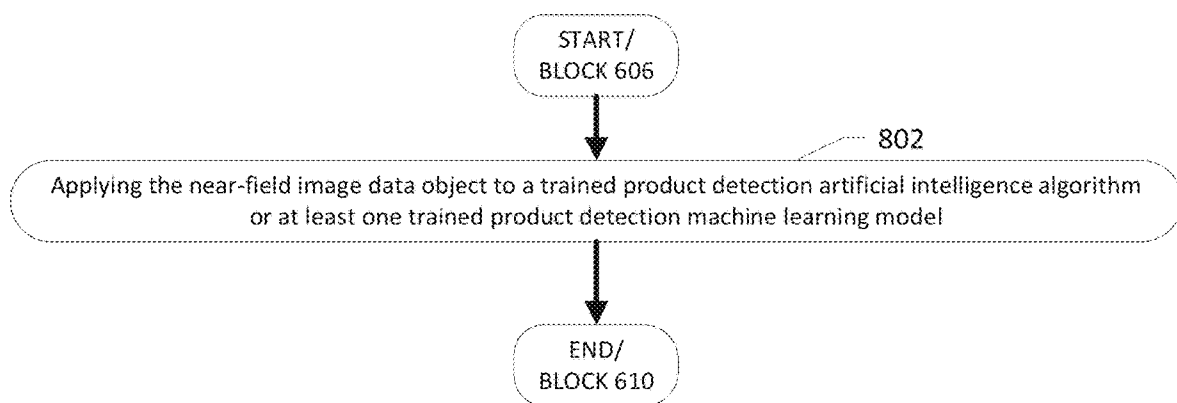 START/
BLOCK 606
802
Applying the near-field image data object to a trained product detection artificial intelligence algorithm
or at least one trained product detection machine learning model
END/
BLOCK 610